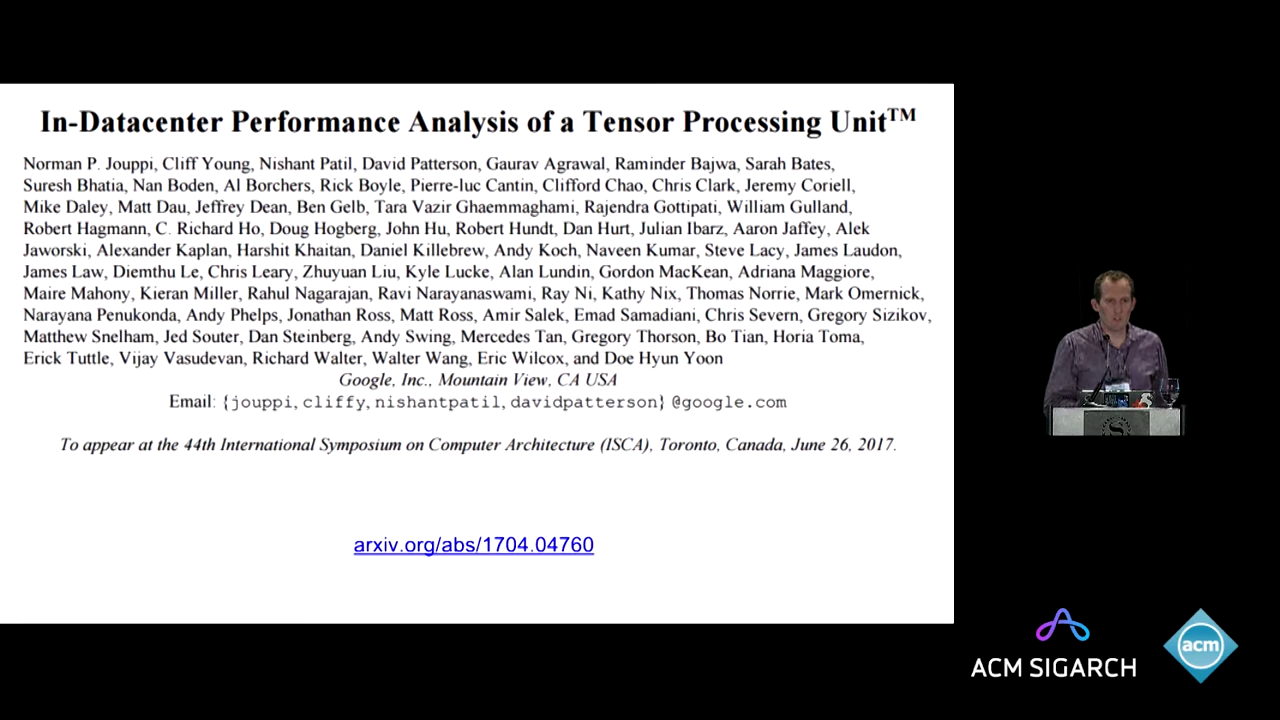 In-Datacenter Performance Analysis of a Tensor Processing Unit™
Norman P. Jouppi, Cliff Young, Nishant Patil, David Patterson, Gaurav Agrawal, Raminder Bajwa, Sarah Bates,
Suresh Bhatia, Nan Boden, Al Borchers, Rick Boyle, Pierre-luc Cantin, Clifford Chao, Chris Clark, Jeremy Coriell,
Mike Daley, Matt Dau, Jeffrey Dean, Ben Gelb, Tara Vazir Ghaemmaghami, Rajendra Gottipati, William Gulland,
Robert Hagmann, C. Richard Ho, Doug Hogberg, John Hu, Robert Hundt, Dan Hurt, Julian Ibarz, Aaron Jaffey, Alek
Jaworski, Alexander Kaplan, Harshit Khaitan, Daniel Killebrew, Andy Koch, Naveen Kumar, Steve Lacy, James Laudon,
James Law, Diemthu Le, Chris Leary, Zhuyuan Liu, Kyle Lucke, Alan Lundin, Gordon MacKean, Adriana Maggiore,
Maire Mahony, Kieran Miller, Rahul Nagarajan, Ravi Narayanaswami, Ray Ni, Kathy Nix, Thomas Norrie, Mark Omernick,
Narayana Penukonda, Andy Phelps, Jonathan Ross, Matt Ross, Amir Salek, Emad Samadiani, Chris Severn, Gregory Sizikov,
Matthew Snelham, Jed Souter, Dan Steinberg, Andy Swing, Mercedes Tan, Gregory Thorson, Bo Tian, Horia Toma,
Erick Tuttle, Vijay Vasudevan, Richard Walter, Walter Wang, Eric Wilcox, and Doe Hyun Yoon
Google, Inc., Mountain View, CA USA
Email: {jouppi, cliffy, nishantpatil, davidpatterson} @google.com
To appear at the 44th International Symposium on Computer Architecture (ISCA), Toronto, Canada, June 26, 2017.
arxiv.org/abs/1704.04760
ACM SIGARCH
acm